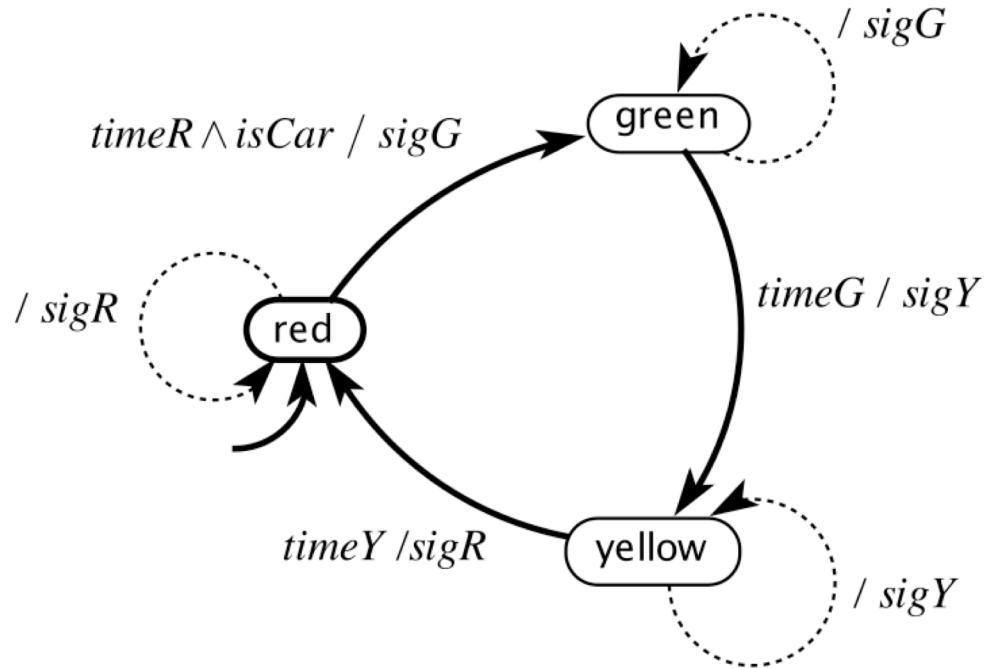 / sigG
green
timeR ∧ isCar / sigG
/ sigR
red
timeG / sigY
timeY /sigR
yellow
/ sigY